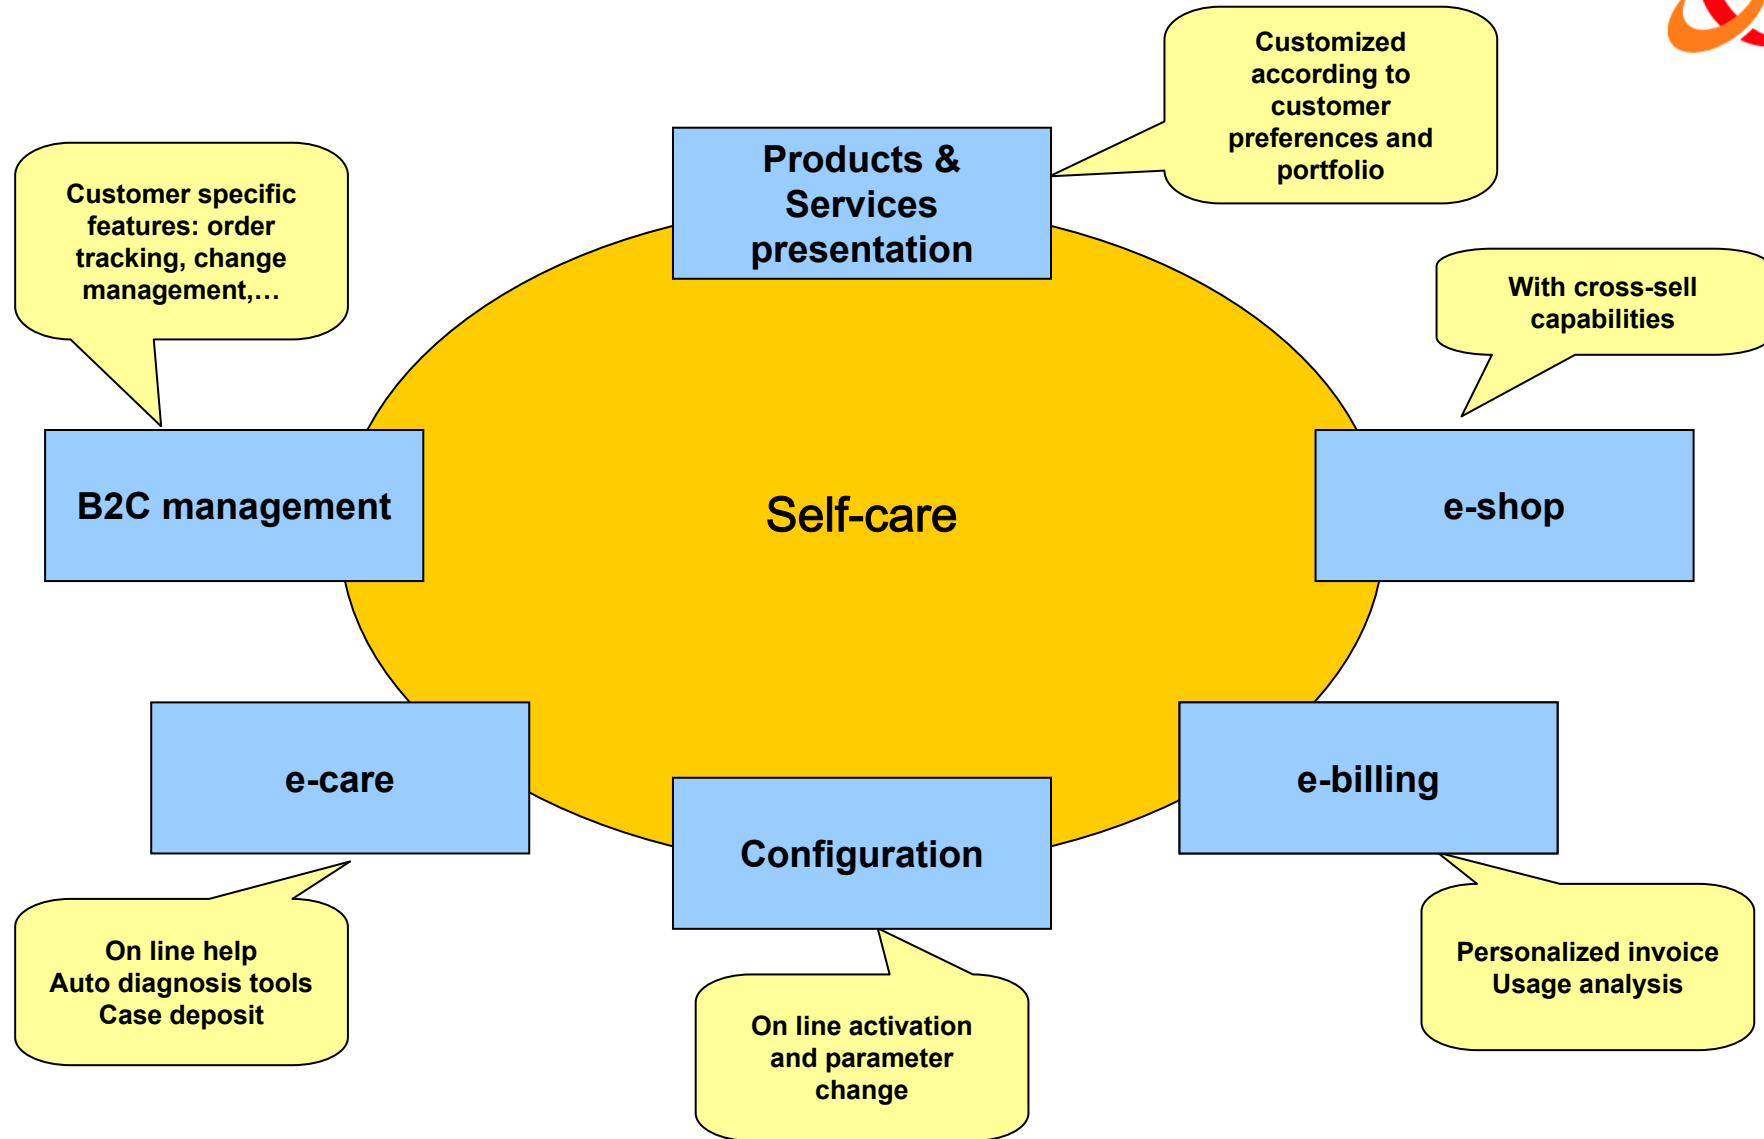 Customized
according to
customer
preferences and
portfolio
Products &
Services
presentation
Customer specific
features: order
tracking, change
management,...
With cross-sell
capabilities
B2C management
Self-care
e-shop
e-care
Configuration
e-billing
On line help
Auto diagnosis tools
Case deposit
On line activation
and parameter
change
Personalized invoice
Usage analysis